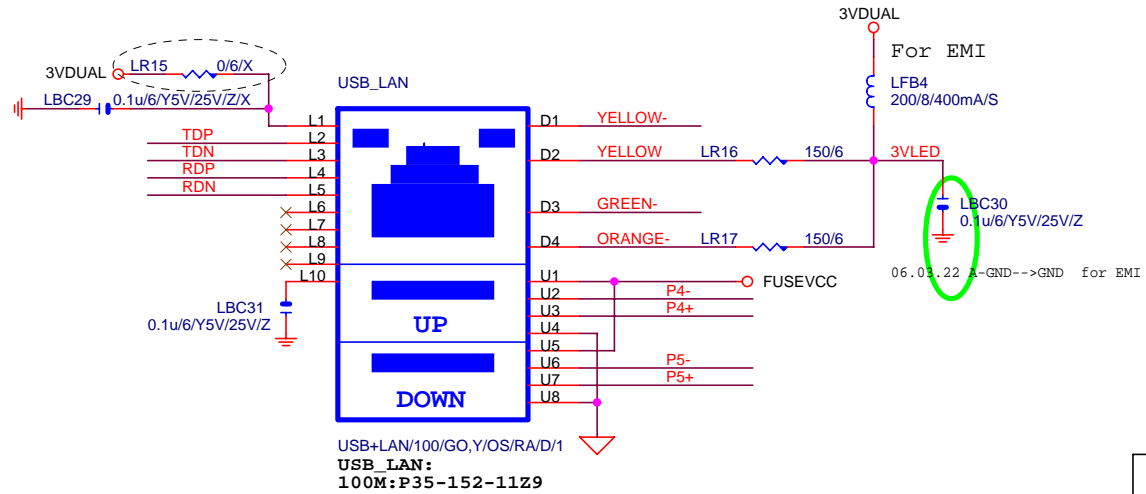 3VDUAL
For EMI
LFB4
200/8/400mA/S
3VDUAL
LR15
0/6/X
LBC29
0.1u/6/Y5V/25V/Z/X
USB_LAN
L1
D1
YELLOW-
TDP
L2
TDN
L3
D2
YELLOW
LR16
150/6
3VLED
RDP
L4
RDN
L5
L6
D3
GREEN-
LBC30
0.1u/6/Y5V/25V/Z
L7
L8
D4
ORANGE-
LR17
150/6
L9
L10
U1
FUSEVCC
06.03.22 A-GND-->GND for EMI
U2
P4-
LBC31
0.1u/6/Y5V/25V/Z
U3
P4+
UP
U4
U5
U6
P5-
U7
P5+
DOWN
U8
USB+LAN/100/GO,Y/OS/RA/D/1
USB_LAN:
100M:P35-152-11Z9